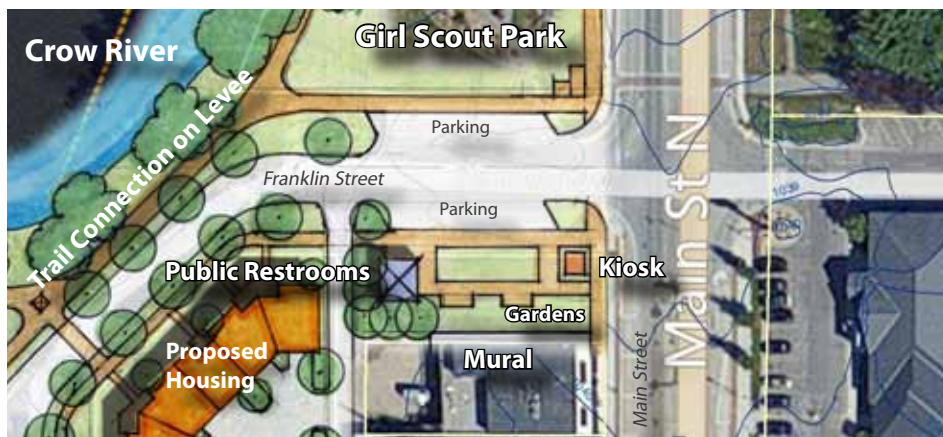 Crow River
Girl Scout Park
Trail Connection on Levee
Parking
Franklin Street
Parking
Public Restrooms
Kiosk
Gardens
Proposed
Housing
Mural
Main Street
Main St N
1039